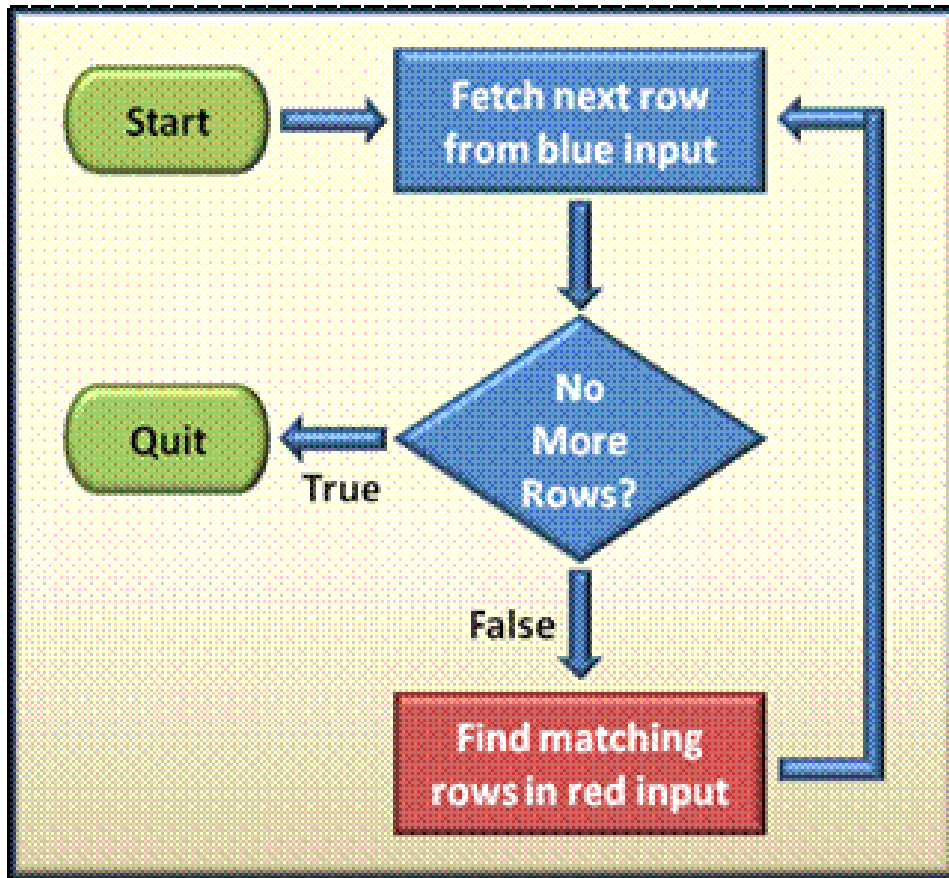 Start
Fetch next row
from blue input
No
More
Rows?
Quit
True
False
Find matching
rows in red input